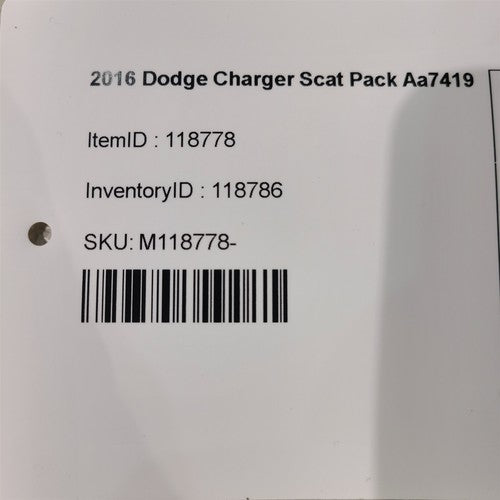 2016 Dodge Charger Scat Pack Aa7419
ItemID : 118778
InventoryID : 118786
SKU: M118778-